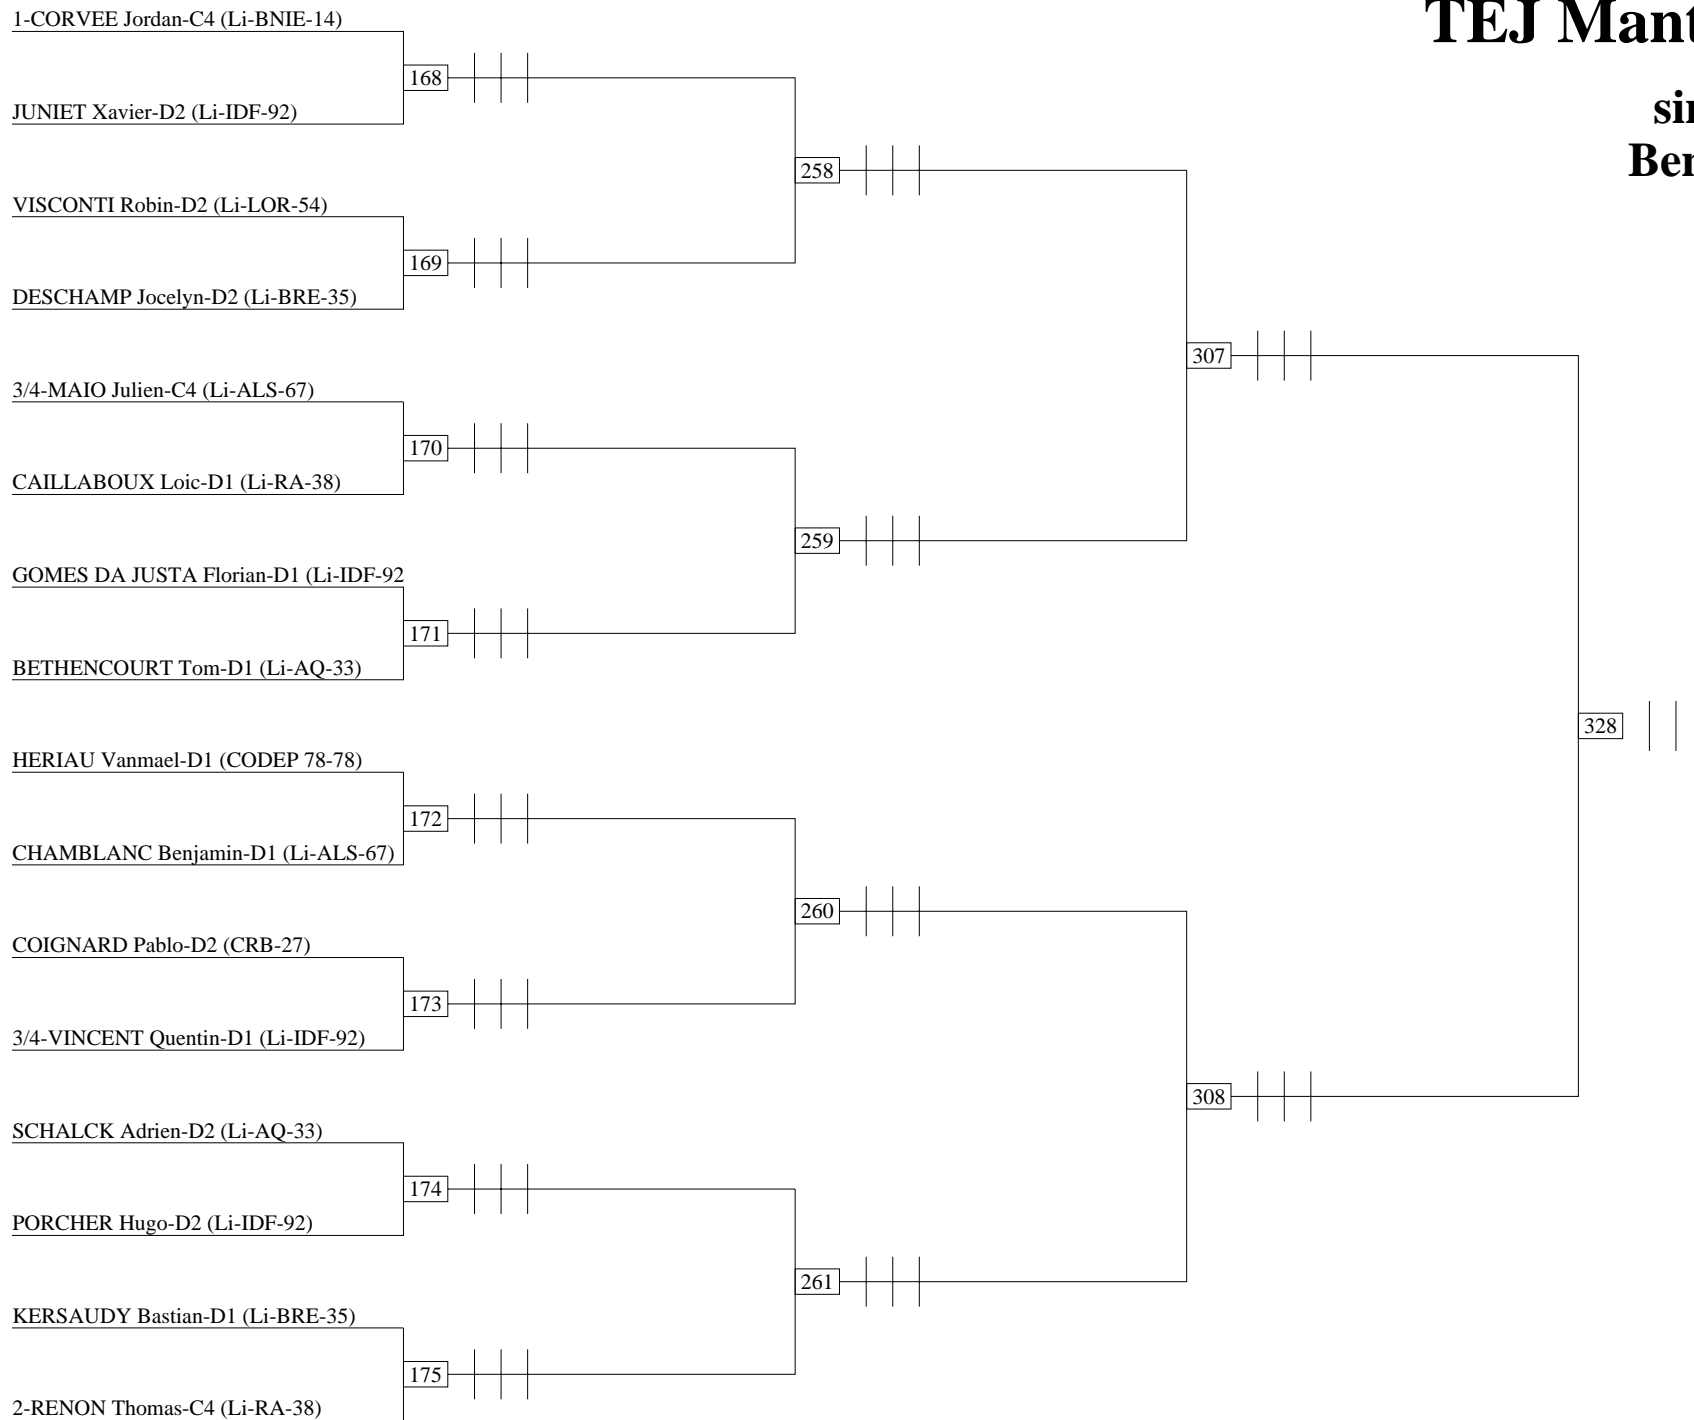 1-CORVEE Jordan-C4 (Li-BNIE-14)
TEJ
168
JUNIET Xavier-D2 (Li-IDF-92)
258
VISCONTI Robin-D2 (Li-LOR-54)
169
DESCHAMP Jocelyn-D2 (Li-BRE-35)
307
3/4-MAIO Julien-C4 (Li-ALS-67)
170
CAILLABOUX Loic-D1 (Li-RA-38)
259
GOMES DA JUSTA Florian-D1 (Li-IDF-92
171
BETHENCOURT Tom-D1 (Li-AQ-33)
328
HERIAU Vanmael-D1 (CODEP 78-78)
172
CHAMBLANC Benjamin-D1 (Li-ALS-67)
260
COIGNARD Pablo-D2 (CRB-27)
173
3/4-VINCENT Quentin-D1 (Li-IDF-92)
308
SCHALCK Adrien-D2 (Li-AQ-33)
174
PORCHER Hugo-D2 (Li-IDF-92)
261
KERSAUDY Bastian-D1 (Li-BRE-35)
175
2-RENON Thomas-C4 (Li-RA-38)